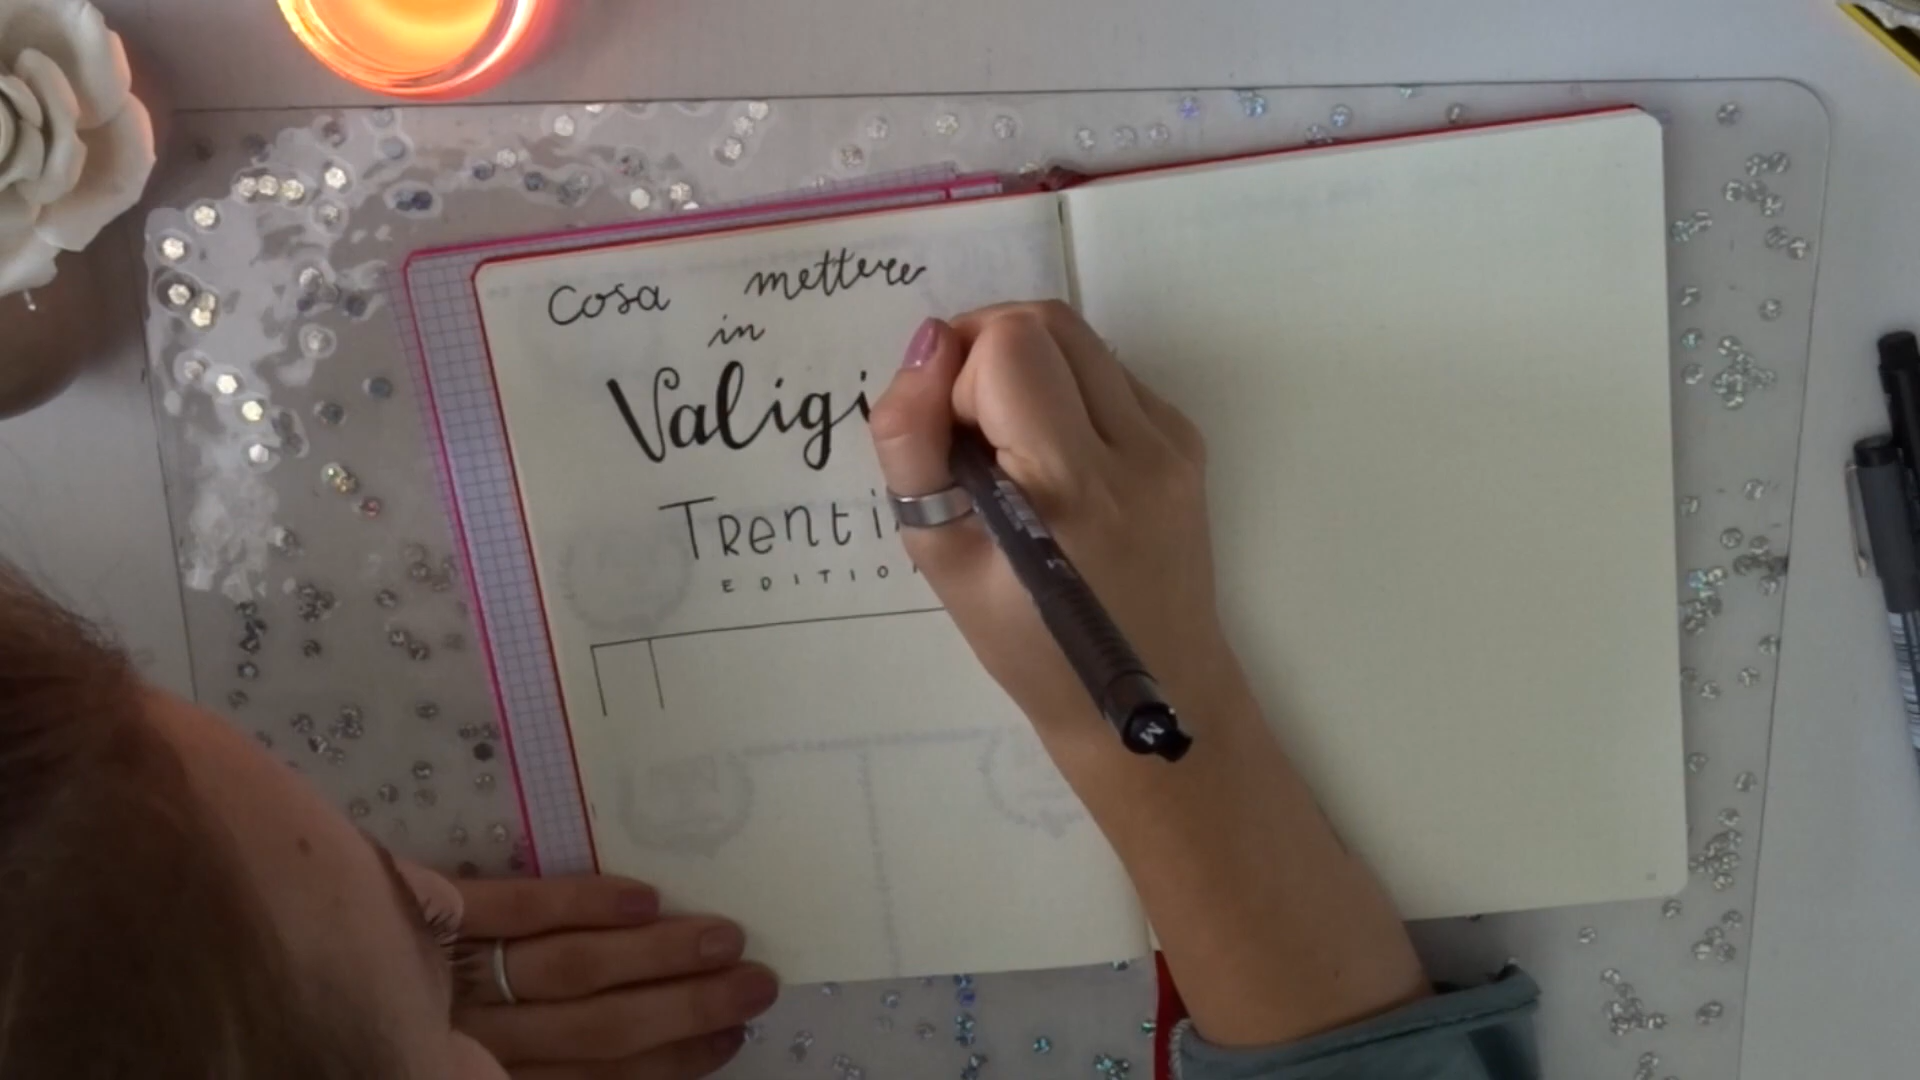 Cosa mettere
in
Valigi
Trenti
EDITIO
M